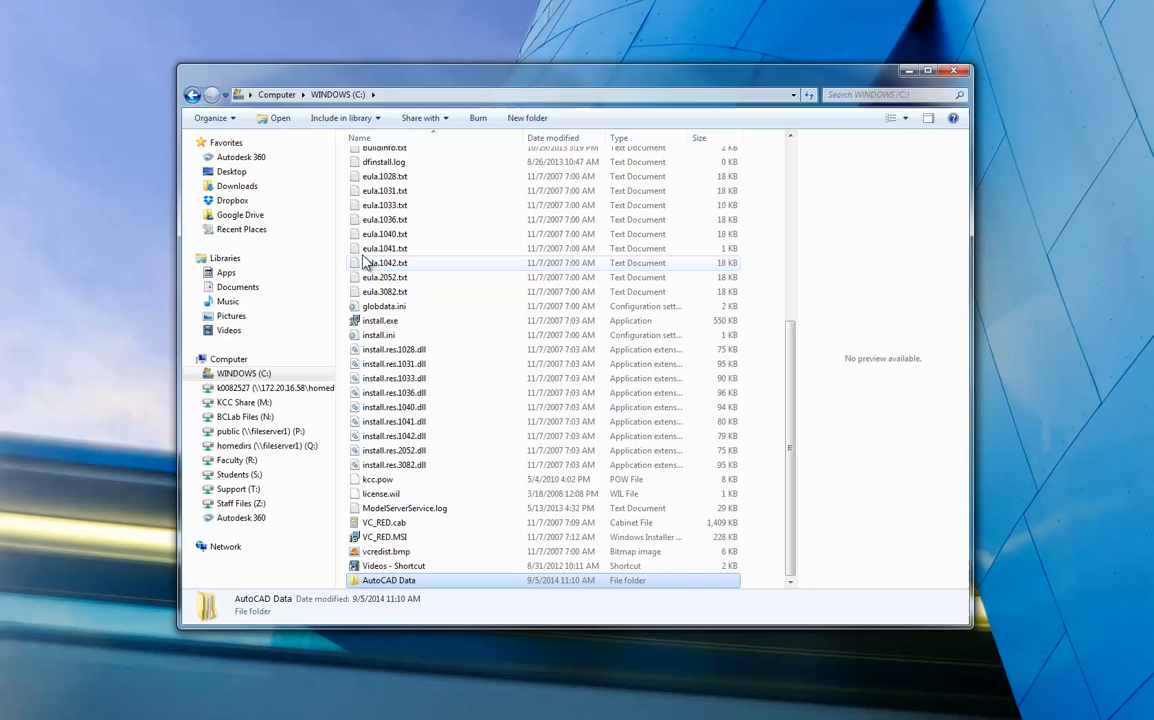 Computer WINDOWS (C:) Search WINDOWS (C:)
Organize Open Include in library Share with Burn New folder
Name Date modified Type Size
Favorites
Autodesk 360
Desktop
Downloads
Dropbox
Google Drive
Recent Places
Libraries
Apps
Documents
Music
Pictures
Videos
Computer
WINDOWS (C:)
k0082527 (\\172.20.16.58\homed
KCC Share (M:)
BCLab Files (N:)
public (\\fileserver1) (P:)
homedirs (\\fileserver1) (Q:)
Faculty (R:)
Students (S:)
Support (T:)
Staff Files (Z:)
Autodesk 360
Network
buildinfo.txt 10/29/2013 3:19 PM Text Document 2 KB
dfinstall.log 8/26/2013 10:47 AM Text Document 0 KB
eula.1028.txt 11/7/2007 7:00 AM Text Document 18 KB
eula.1031.txt 11/7/2007 7:00 AM Text Document 18 KB
eula.1033.txt 11/7/2007 7:00 AM Text Document 10 KB
eula.1036.txt 11/7/2007 7:00 AM Text Document 18 KB
eula.1040.txt 11/7/2007 7:00 AM Text Document 18 KB
eula.1041.txt 11/7/2007 7:00 AM Text Document 1 KB
.1042.txt 11/7/2007 7:00 AM Text Document 18 KB
eula.2052.txt 11/7/2007 7:00 AM Text Document 18 KB
eula.3082.txt 11/7/2007 7:00 AM Text Document 18 KB
globdata.ini 11/7/2007 7:00 AM Configuration sett... 2 KB
install.exe 11/7/2007 7:03 AM Application 550 KB
install.ini 11/7/2007 7:00 AM Configuration sett... 1 KB
install.res.1028.dll 11/7/2007 7:03 AM Application extens... 75 KB
install.res.1031.dll 11/7/2007 7:03 AM Application extens... 95 KB
install.res.1033.dll 11/7/2007 7:03 AM Application extens... 90 KB
install.res.1036.dll 11/7/2007 7:03 AM Application extens... 96 KB
install.res.1040.dll 11/7/2007 7:03 AM Application extens... 94 KB
install.res.1041.dll 11/7/2007 7:03 AM Application extens... 80 KB
install.res.1042.dll 11/7/2007 7:03 AM Application extens... 79 KB
install.res.2052.dll 11/7/2007 7:03 AM Application extens... 75 KB
install.res.3082.dll 11/7/2007 7:03 AM Application extens... 95 KB
kcc.pow 5/4/2010 4:02 PM POW File 8 KB
license.wil 3/18/2008 12:08 PM WIL File 1 KB
ModelServerService.log 5/13/2013 4:32 PM Text Document 29 KB
VC_RED.cab 11/7/2007 7:09 AM Cabinet File 1,409 KB
VC_RED.MSI 11/7/2007 7:12 AM Windows Installer ... 228 KB
vcredist.bmp 11/7/2007 7:00 AM Bitmap image 6 KB
Videos - Shortcut 8/31/2012 10:11 AM Shortcut 2 KB
AutoCAD Data 9/5/2014 11:10 AM File folder
No preview available.
AutoCAD Data Date modified: 9/5/2014 11:10 AM
File folder